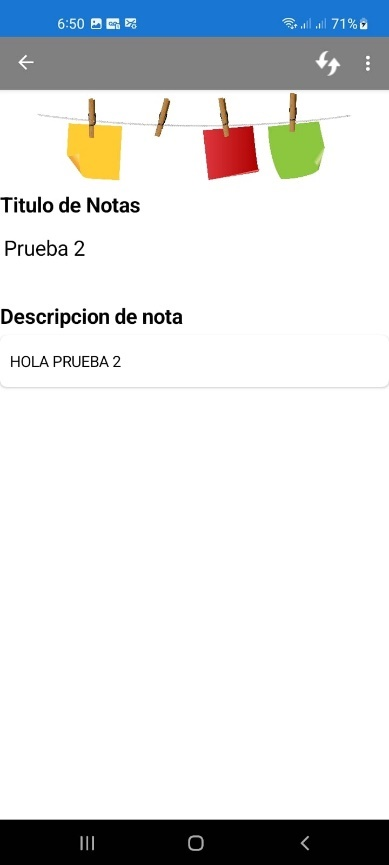 6:50
71%
Titulo de Notas
Prueba 2
Descripcion de nota
HOLA PRUEBA 2